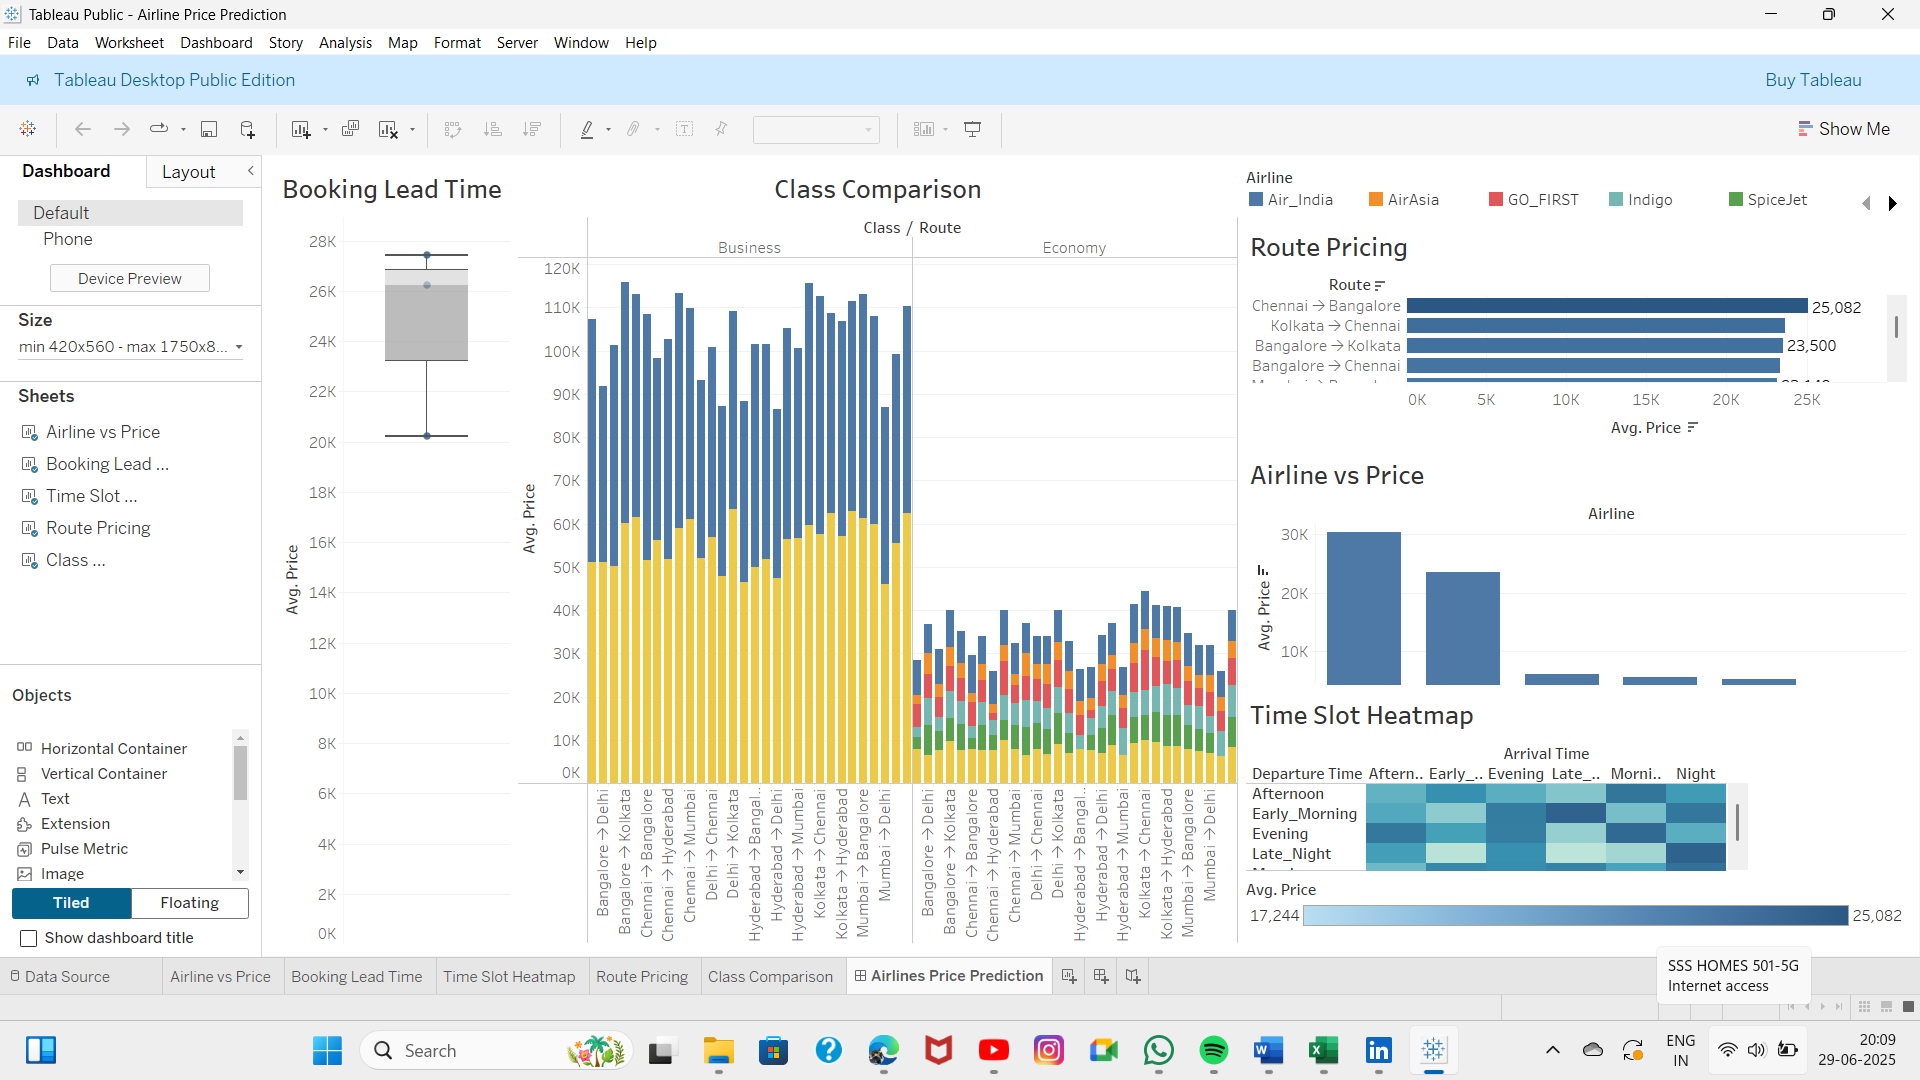 Tableau Public - Airline Price Prediction
File Data Worksheet Dashboard Story Analysis Map Format Server Window Help
Tableau Desktop Public Edition
Buy Tableau
Show Me
Dashboard
Layout
Default
Phone
Device Preview
Size
min 420x560 - max 1750x8...
Sheets
Airline vs Price
Booking Lead ...
Time Slot ...
Route Pricing
Class ...
Objects
Horizontal Container
Vertical Container
Text
Extension
Pulse Metric
Image
Tiled
Floating
Show dashboard title
Booking Lead Time
Avg. Price
28K
26K
24K
22K
20K
18K
16K
14K
12K
10K
8K
6K
4K
2K
0K
Class Comparison
Class / Route
Business
Economy
Avg. Price
120K
110K
100K
90K
80K
70K
60K
50K
40K
30K
20K
10K
0K
Bangalore → Delhi
Bangalore → Kolkata
Chennai → Bangalore
Chennai → Hyderabad
Chennai → Mumbai
Delhi → Chennai
Delhi → Kolkata
Hyderabad → Bangal..
Hyderabad → Delhi
Hyderabad → Mumbai
Kolkata → Chennai
Kolkata → Hyderabad
Mumbai → Bangalore
Mumbai → Delhi
Bangalore → Delhi
Bangalore → Kolkata
Chennai → Bangalore
Chennai → Hyderabad
Chennai → Mumbai
Delhi → Chennai
Delhi → Kolkata
Hyderabad → Bangal..
Hyderabad → Delhi
Hyderabad → Mumbai
Kolkata → Chennai
Kolkata → Hyderabad
Mumbai → Bangalore
Mumbai → Delhi
Airline
Air_India AirAsia GO_FIRST Indigo SpiceJet
Route Pricing
Route
Chennai → Bangalore 25,082
Kolkata → Chennai
Bangalore → Kolkata 23,500
Bangalore → Chennai
0K 5K 10K 15K 20K 25K
Avg. Price
Airline vs Price
Airline
Avg. Price
30K
20K
10K
Time Slot Heatmap
Arrival Time
Departure Time Aftern.. Early_.. Evening Late_.. Morni.. Night
Afternoon
Early_Morning
Evening
Late_Night
Avg. Price
17,244 25,082
Data Source Airline vs Price Booking Lead Time Time Slot Heatmap Route Pricing Class Comparison Airlines Price Prediction
SSS HOMES 501-5G
Internet access
Search
ENG
IN
20:09
29-06-2025